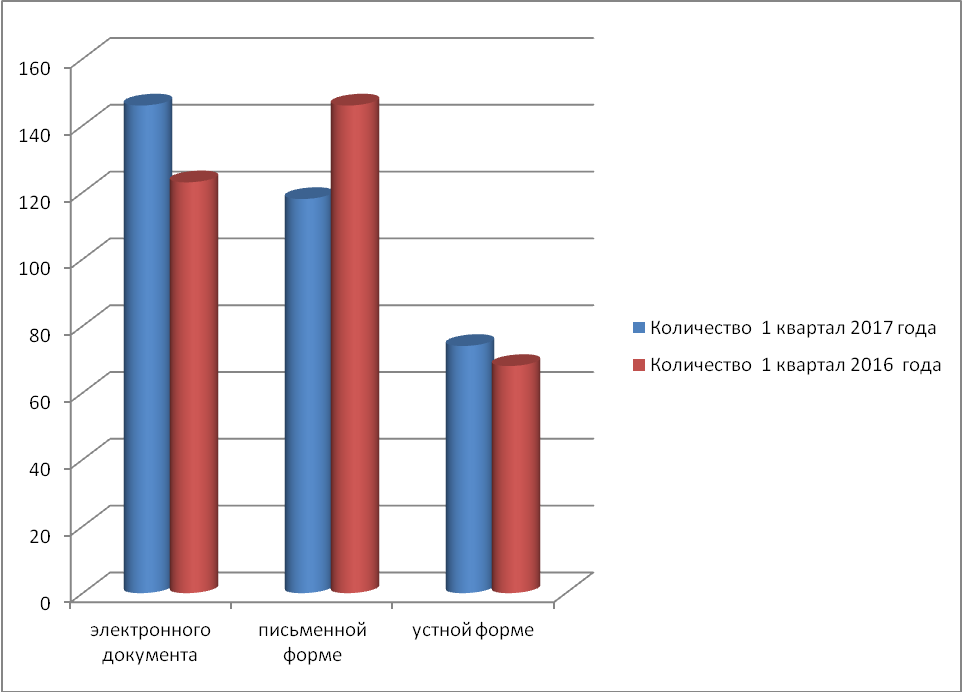 160
140
120
100
80
60
40
20
0
электронного
документа
письменной
форме
устной форме
Количество  1 квартал 2017 года
Количество  1 квартал 2016  года